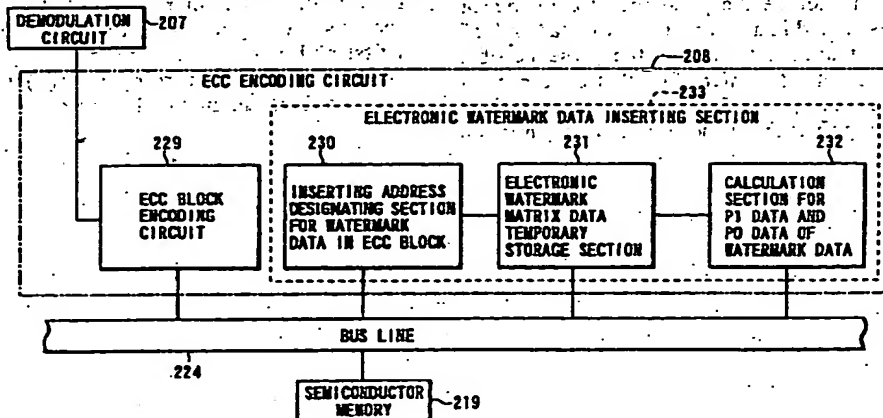 DEMODULATION
CIRCUIT
207
208
ECC ENCODING CIRCUIT
233
ELECTRONIC WATERMARK DATA INSERTING SECTION
229
230
231
232
ECC BLOCK
ENCODING
CIRCUIT
INSERTING ADDRESS
DESIGNATING SECTION
FOR WATERMARK
DATA IN ECC BLOCK
ELECTRONIC
WATERMARK
MATRIX DATA
TEMPORARY
STORAGE SECTION
CALCULATION
SECTION FOR
PI DATA AND
PO DATA OF
WATERMARK DATA
BUS LINE
224
SEMICONDUCTOR
MEMORY
219